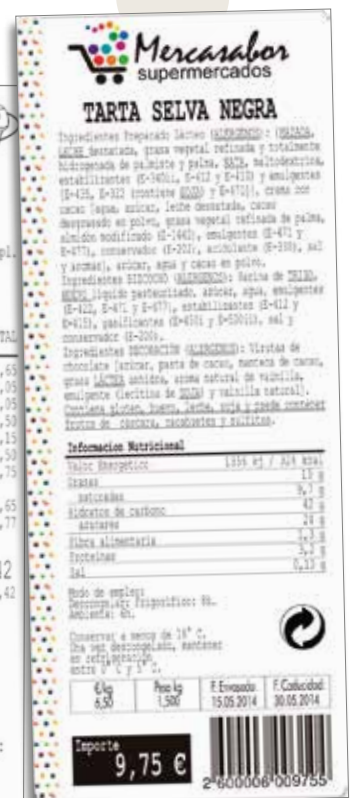 Mercasabor
supermercados
TARTA SELVA NEGRA
Ingredientes Preparado lácteo (ALERGENOS): (MAZADA,
LECHE desnatada, grasa vegetal refinada y totalmente
hidrogenada de palmiste y palma, NATA, maltodextrina,
estabilizantes (E-340ii, E-412 y E-410) y emulgentes
(E-435, E-322 (contiene SOJA) y E-471)), crema con
cacao [agua, azúcar, leche desnatada, cacao
desgrasado en polvo, grasa vegetal refinada de palma,
almidón modificado (E-1442), emulgentes (E-471 y
E-477), conservador (E-202), acidulante (E-330), sal
y aromas], azúcar, agua y cacao en polvo.
Ingredientes BIZCOCHO (ALERGENOS): Harina de TRIGO,
HUEVO líquido pasteurizado, azúcar, agua, emulgentes
(E-422, E-471 y E-477), estabilizantes (E-412 y
E-415), gasificantes (E-450i y E-500ii), sal y
conservador (E-200).
Ingredientes DECORACIÓN (ALERGENOS): Virutas de
chocolate [azúcar, pasta de cacao, manteca de cacao,
grasa LÁCTEA anhidra, aroma natural de vainilla,
emulgente (lecitina de SOJA) y vainilla natural].
Contiene gluten, huevo, leche, soja y puede contener
frutos de cáscara, cacahuetes y sulfitos.
Informacion Nutricional
Valor Energetico
Grasas
saturadas
Hidratos de carbono 42 g
azucares
Fibra alimentaria
Proteinas
Sal
Modo de empleo:
Descongelar: Frigorífico: 8h.
Ambiente: 4h.
Conservar a menos de 18° C.
Una vez descongelado, mantener
en refrigeración
entre
€/kg Peso kg F. Envasado F. Caducidad
6,50 1,500 15.05.2014 30.05.2014
Importe
9,75 €
2 600006 009755